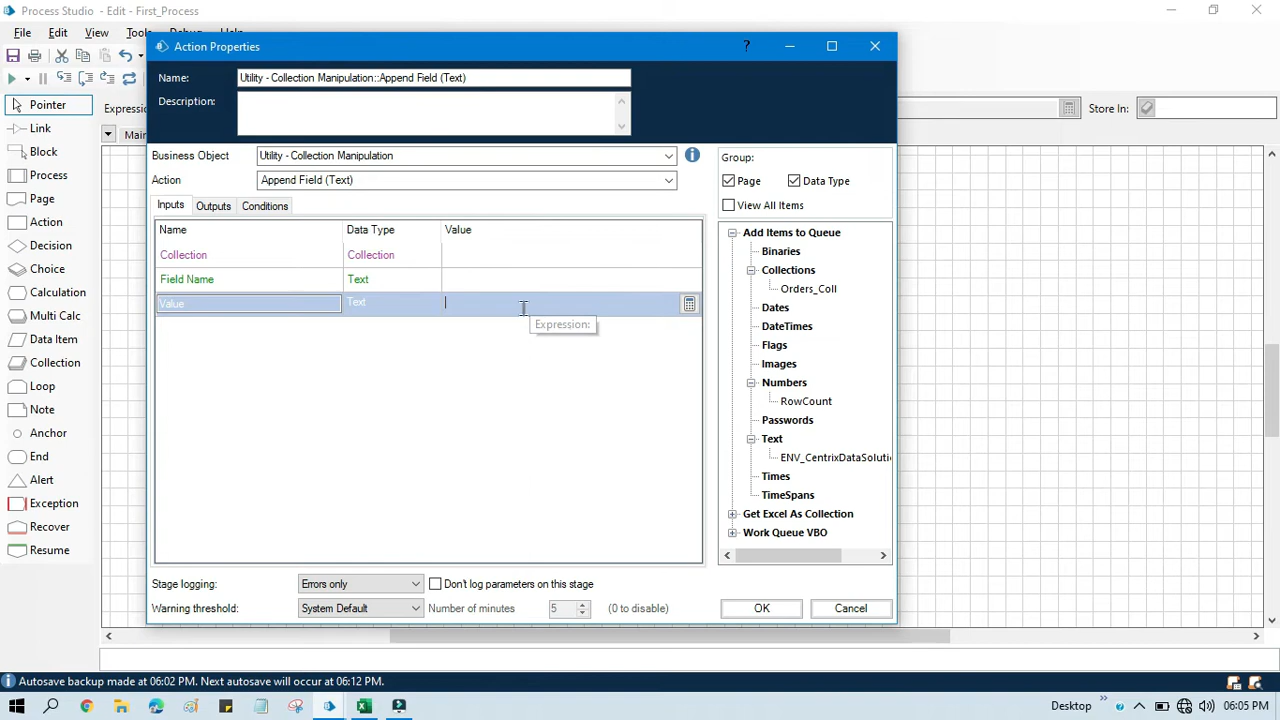 Process Studio - First_Process
File Edit View Tools Debug
Action Properties
Name: Utility - Collection Manipulation::Append Field (Text)
Description:
Pointer
Expression
Store In:
Link
Main
Block
Business Object Utility - Collection Manipulation
Group:
Process
Action Append Field (Text)
Page Data Type
Page
Inputs Outputs Conditions
View All Items
Action
Name Data Type Value
Add Items to Queue
Decision
Collection Collection
Binaries
Choice
Collections
Field Name Text
Orders_Coll
Calculation
Value Text
Dates
Multi Calc
Expression:
DateTimes
Data Item
Flags
Collection
Images
Loop
Numbers
Note
RowCount
Anchor
Passwords
End
Text
Alert
ENV_CentrixDataSoluti
Exception
Times
Recover
TimeSpans
Resume
Get Excel As Collection
Work Queue VBO
Stage logging: Errors only Don't log parameters on this stage
Warning threshold: System Default Number of minutes 5 (0 to disable) OK Cancel
Autosave backup made at 06:02 PM. Next autosave will occur at 06:12 PM.
Desktop 06:05 PM